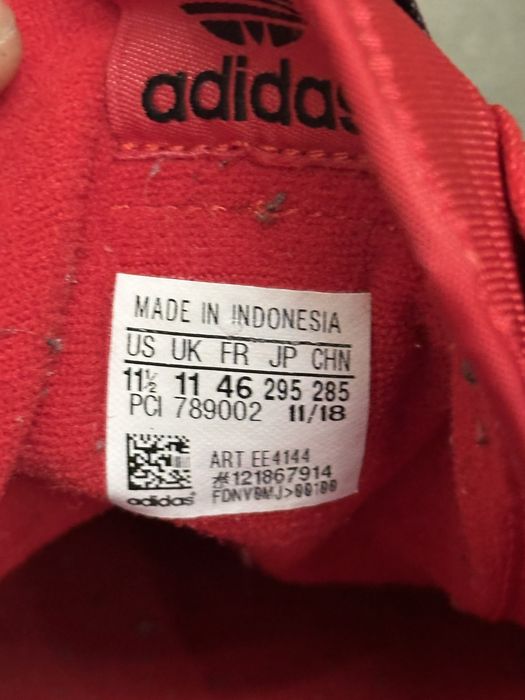 adidas
MADE IN INDONESIA
US UK FR JP CHN
11½ 11 46 295 285
PCI 789002 11/18
ART EE4144
#121867914
adidas